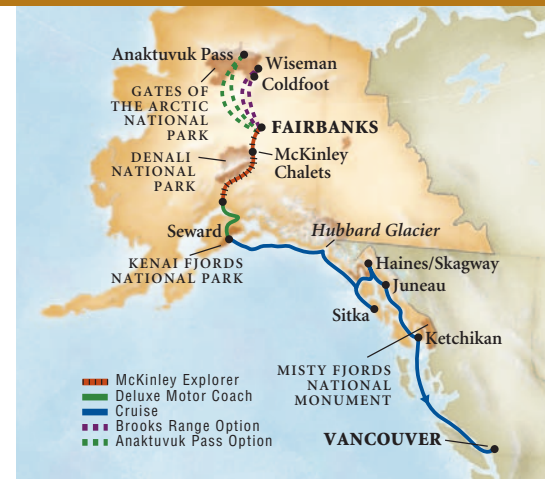 Anaktuvuk Pass
Wiseman
Coldfoot
GATES OF
THE ARCTIC
NATIONAL
PARK
FAIRBANKS
DENALI
NATIONAL
PARK
McKinley
Chalets
Seward
Hubbard Glacier
KENAI FJORDS
NATIONAL PARK
Haines/Skagway
Juneau
Sitka
Ketchikan
MISTY FJORDS
NATIONAL
MONUMENT
McKinley Explorer
Deluxe Motor Coach
Cruise
Brooks Range Option
Anaktuvuk Pass Option
VANCOUVER